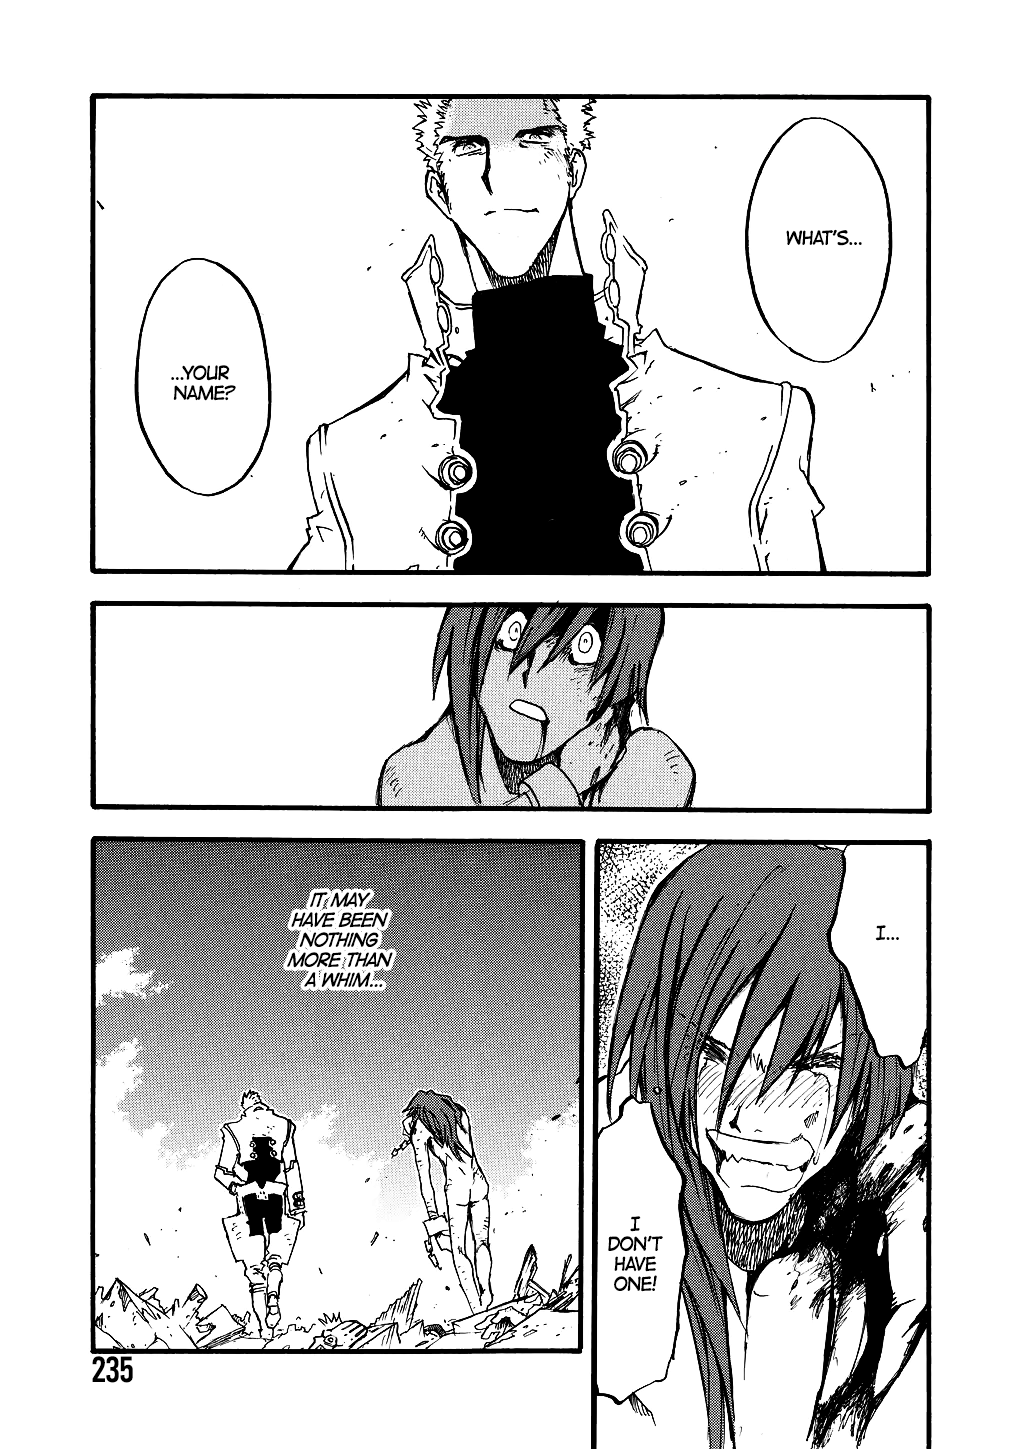 WHAT'S...
...YOUR
NAME?
I...
I
DON'T
HAVE
ONE!
IT MAY
HAVE BEEN
NOTHING
MORE THAN
A WHIM...
235